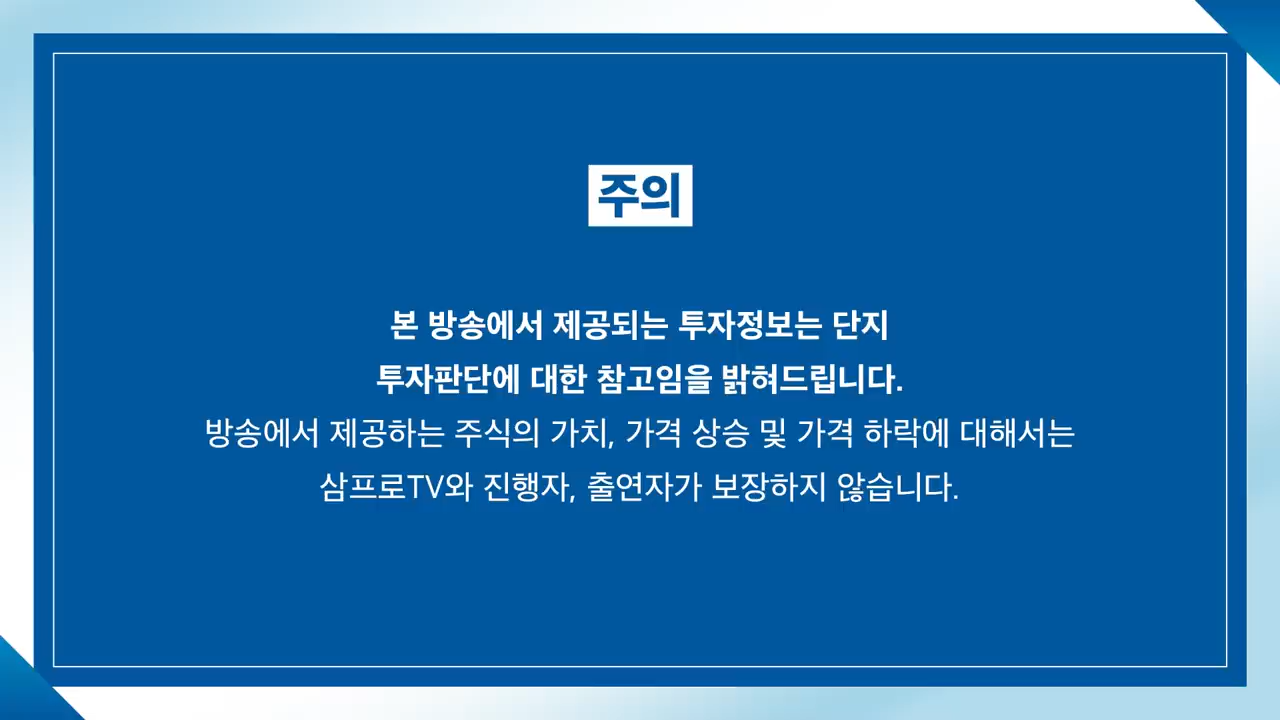 주의
본 방송에서 제공되는 투자정보는 단지
투자판단에 대한 참고임을 밝혀드립니다.
방송에서 제공하는 주식의 가치, 가격 상승 및 가격 하락에 대해서는
삼프로TV와 진행자, 출연자가 보장하지 않습니다.